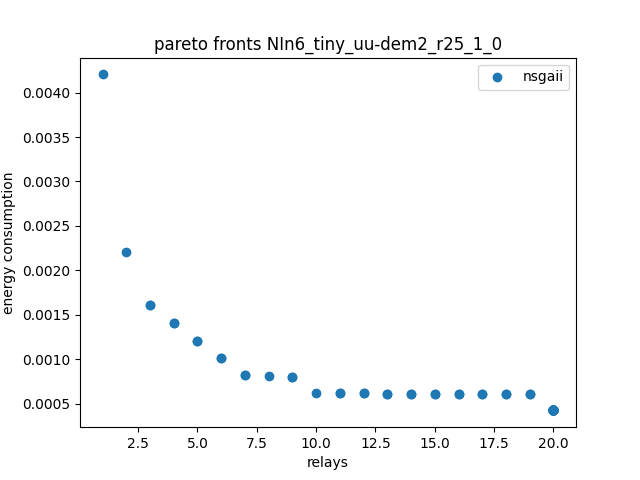 pareto fronts NIn6_tiny_uu-dem2_r25_1_0
nsgaii
0.0040
0.0035
0.0030
0.0025
0.0020
0.0015
0.0010
0.0005
energy consumption
2.5 5.0 7.5 10.0 12.5 15.0 17.5 20.0
relays